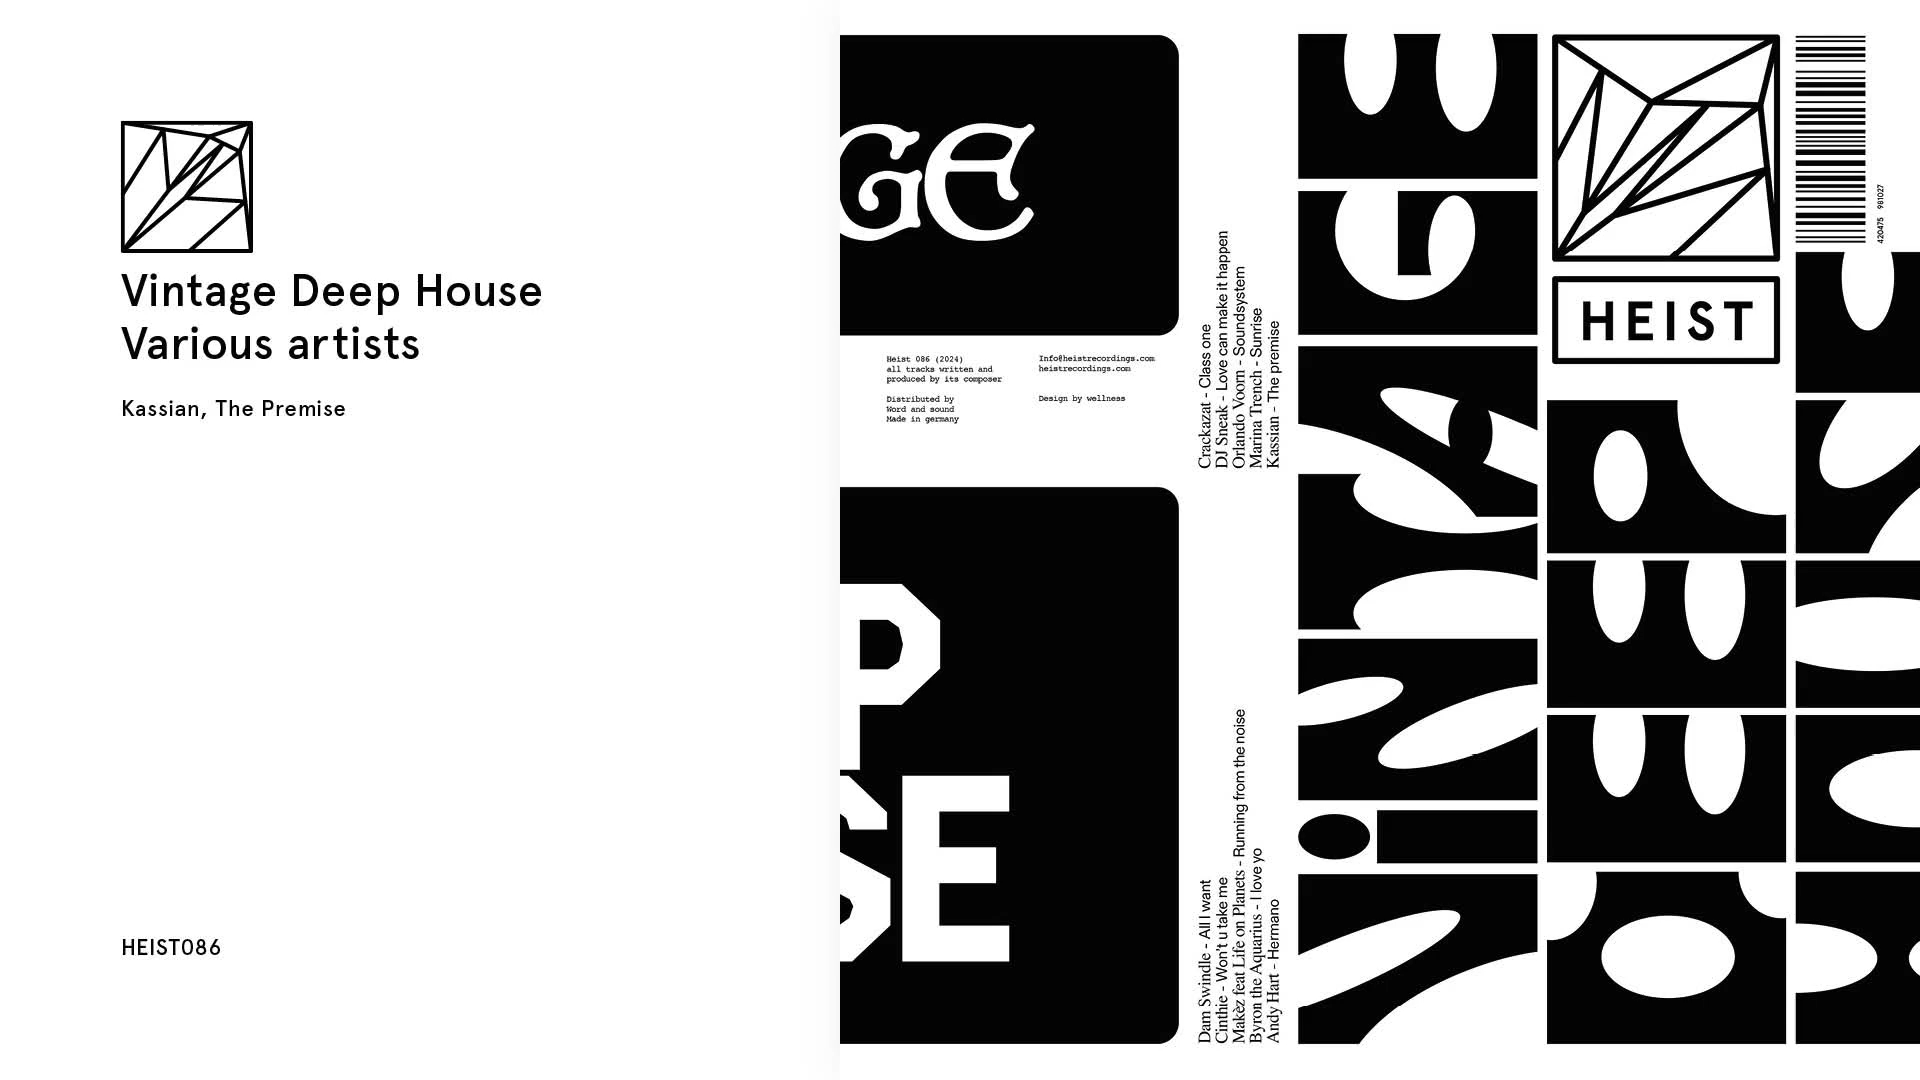 Vintage Deep House
Various artists
Kassian, The Premise
HEIST086
GE
Heist 086 (2024)
all tracks written and
produced by its composer
Distributed by
Word and sound
Made in germany
Info@heistrecordings.com
heistrecordings.com
Design by wellness
P
SE
Crackazat - Class one
DJ Sneak - Love can make it happen
Orlando Voorn - Soundsystem
Marina Trench - Sunrise
Kassian - The premise
Dam Swindle - All I want
Cinthie - Won't u take me
Makèz feat Life on Planets - Running from the noise
Byron the Aquarius - I love yo
Andy Hart - Hermano
ViNTAGE
DEEP
HOUSE
HEIST
420475 981027